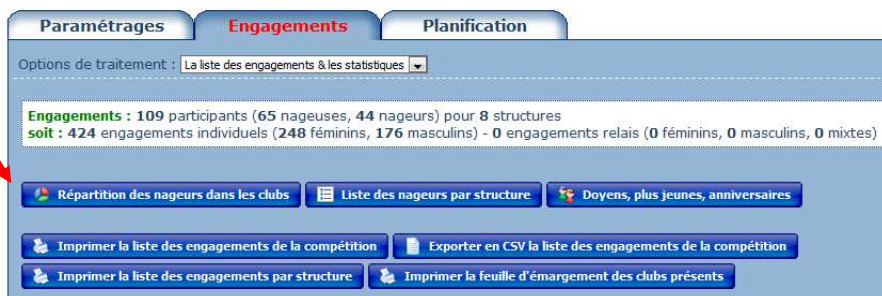 Paramétrages Engagements Planification
Options de traitement : La liste des engagements & les statistiques
Engagements : 109 participants (65 nageuses, 44 nageurs) pour 8 structures
soit : 424 engagements individuels (248 féminins, 176 masculins) - 0 engagements relais (0 féminins, 0 masculins, 0 mixtes)
Répartition des nageurs dans les clubs Liste des nageurs par structure Doyens, plus jeunes, anniversaires
Imprimer la liste des engagements de la compétition Exporter en CSV la liste des engagements de la compétition
Imprimer la liste des engagements par structure Imprimer la feuille d'émargement des clubs présents